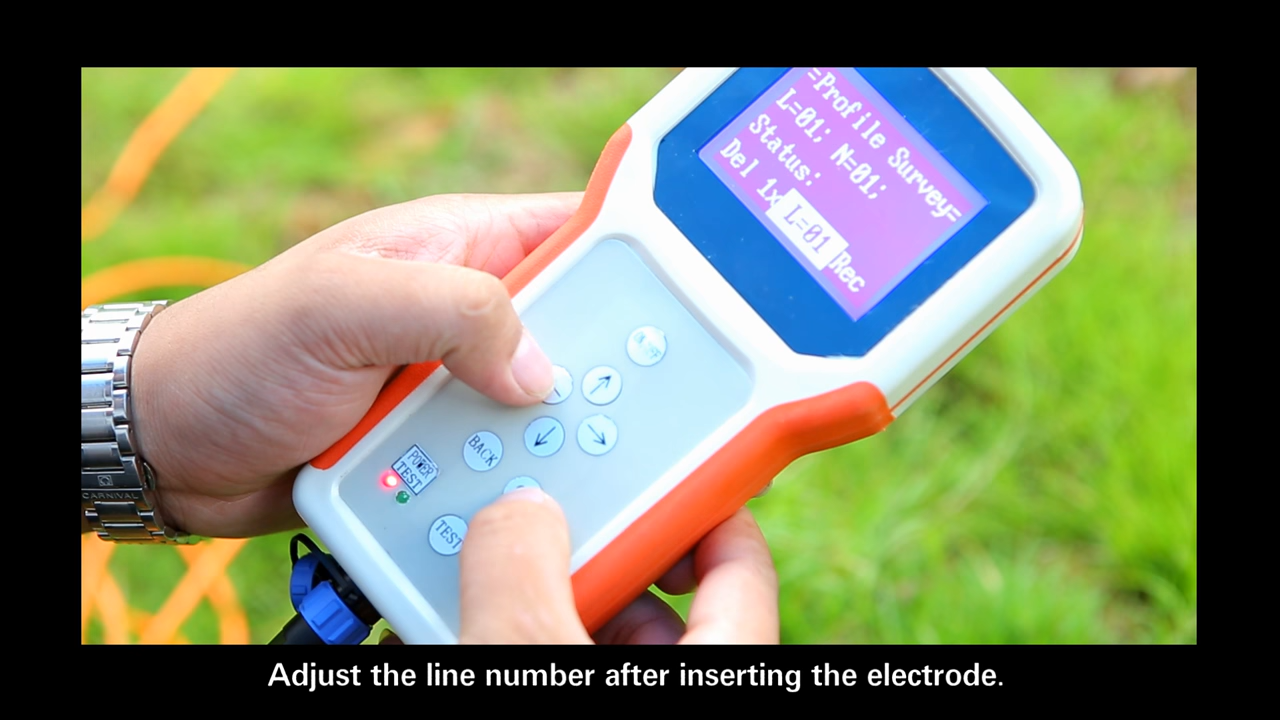 =Profile Survey=
L=01; N=01;
Status:
Del 1x L=01 Rec
BACK
POWER
TEST
TEST
CARNIVAL
Adjust the line number after inserting the electrode.